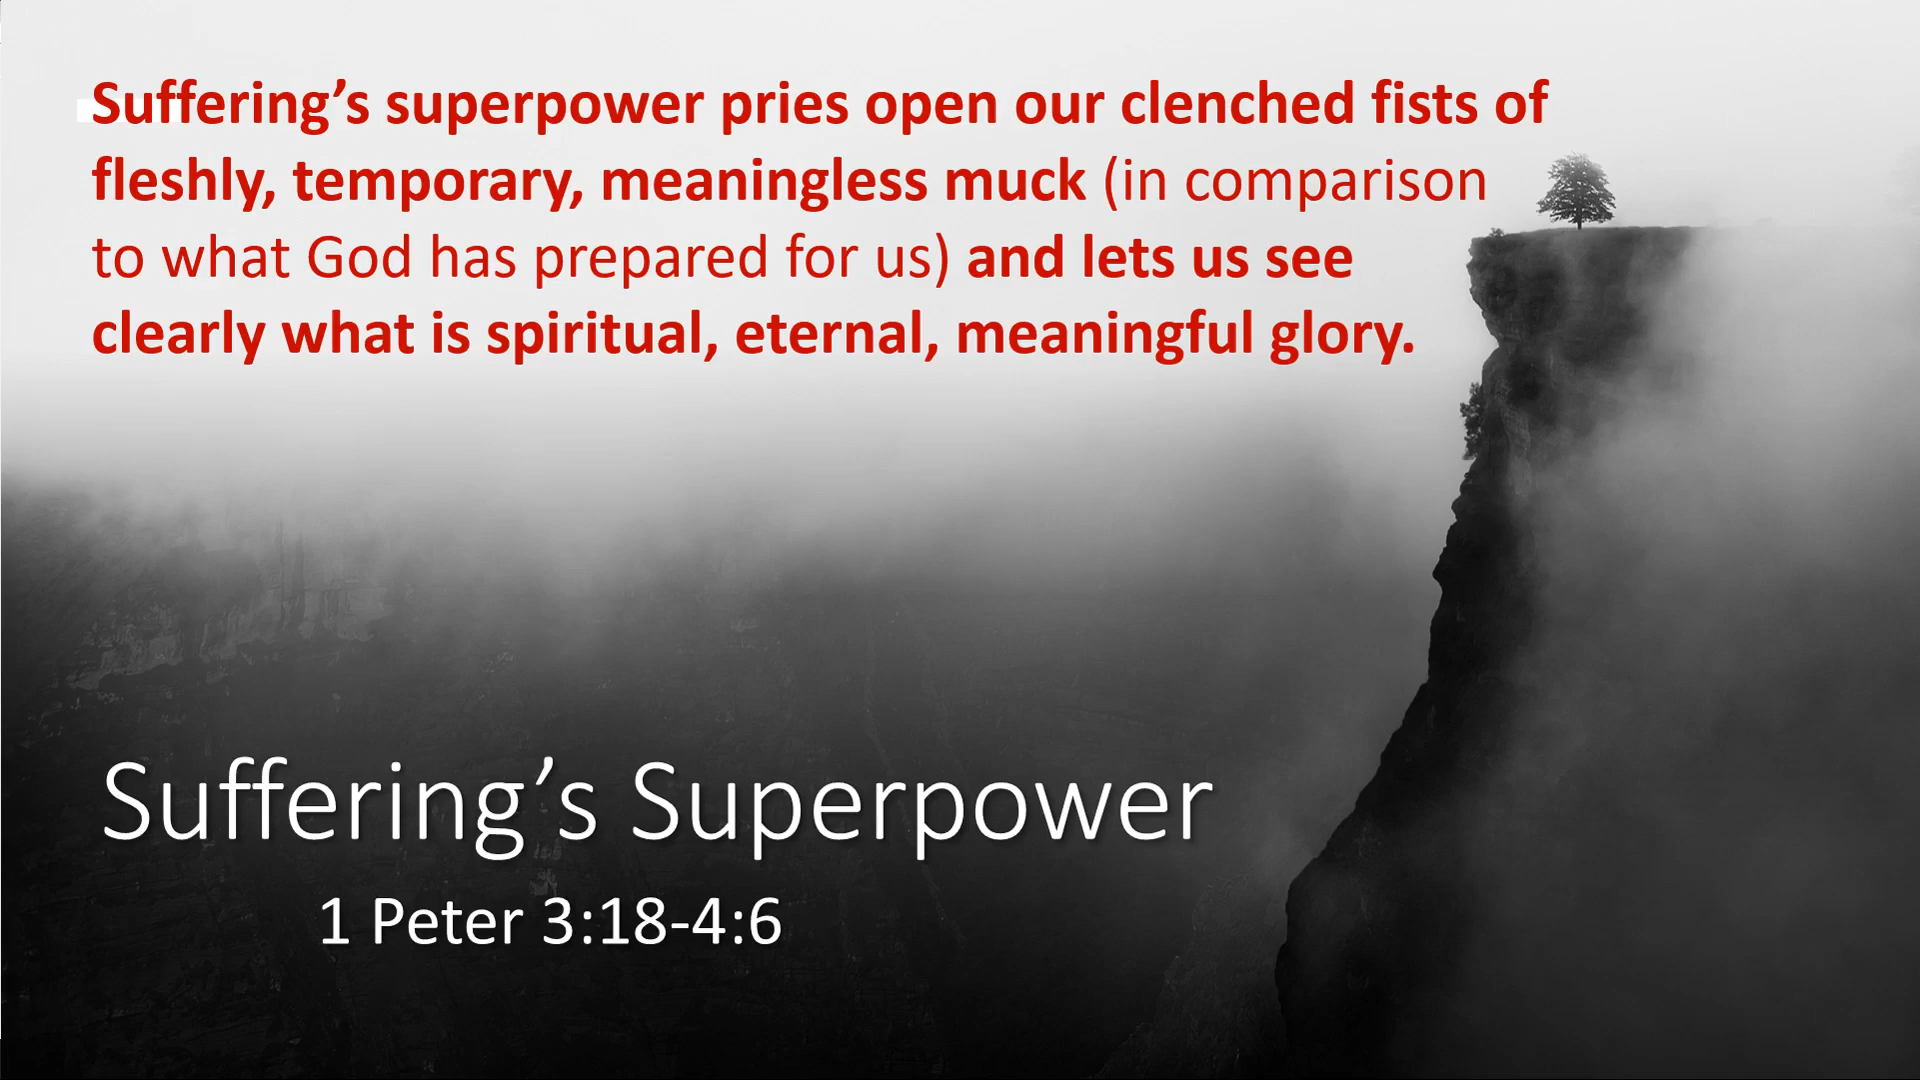 Suffering’s superpower pries open our clenched fists of
fleshly, temporary, meaningless muck (in comparison
to what God has prepared for us) and lets us see
clearly what is spiritual, eternal, meaningful glory.
Suffering’s Superpower
1 Peter 3:18-4:6